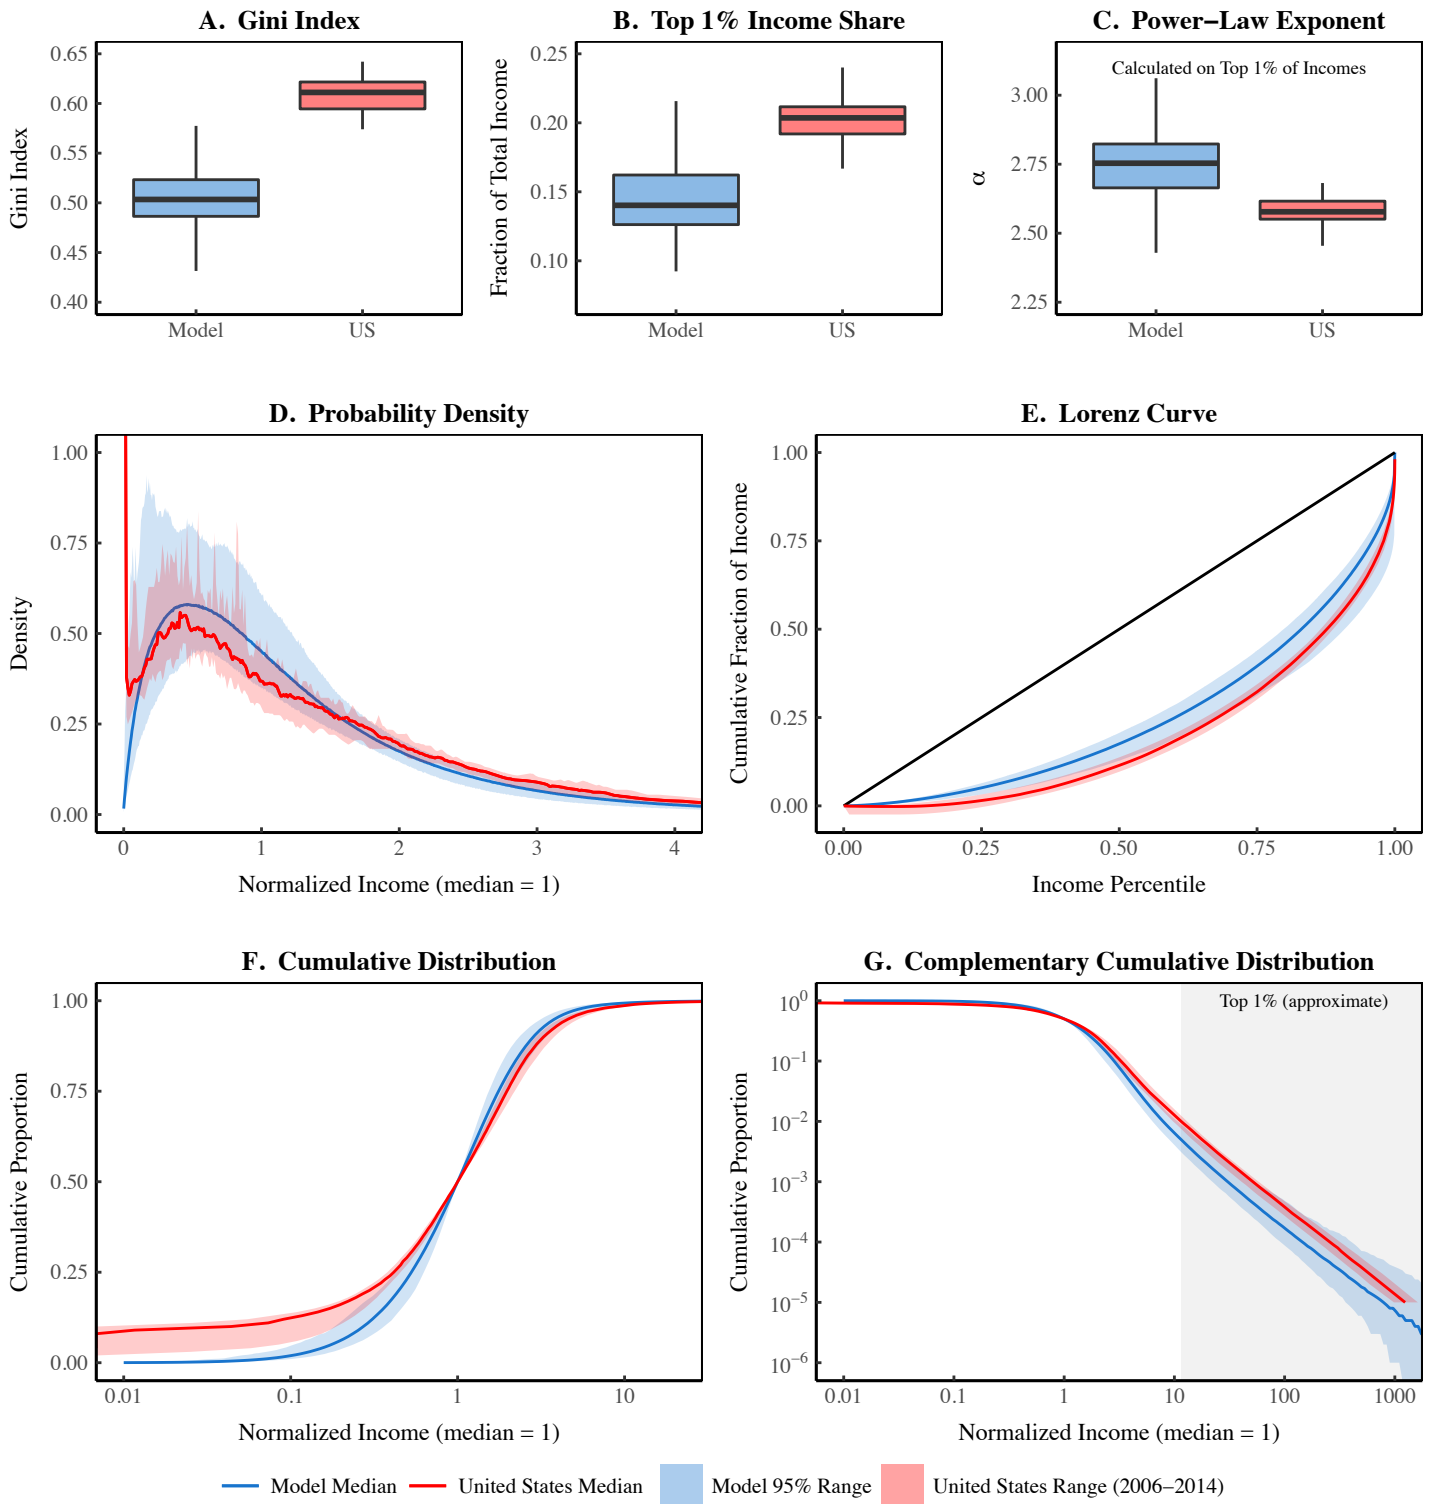 A. Gini Index
Gini Index
0.65
0.60
0.55
0.50
0.45
0.40
Model
US
B. Top 1% Income Share
Fraction of Total Income
0.25
0.20
0.15
0.10
Model
US
C. Power−Law Exponent
Calculated on Top 1% of Incomes
α
3.00
2.75
2.50
2.25
Model
US
D. Probability Density
Density
1.00
0.75
0.50
0.25
0.00
0
1
2
3
4
Normalized Income (median = 1)
E. Lorenz Curve
Cumulative Fraction of Income
1.00
0.75
0.50
0.25
0.00
0.00
0.25
0.50
0.75
1.00
Income Percentile
F. Cumulative Distribution
Cumulative Proportion
1.00
0.75
0.50
0.25
0.00
0.01
0.1
1
10
Normalized Income (median = 1)
G. Complementary Cumulative Distribution
Top 1% (approximate)
Cumulative Proportion
10⁰
10⁻¹
10⁻²
10⁻³
10⁻⁴
10⁻⁵
10⁻⁶
0.01
0.1
1
10
100
1000
Normalized Income (median = 1)
Model Median
United States Median
Model 95% Range
United States Range (2006−2014)